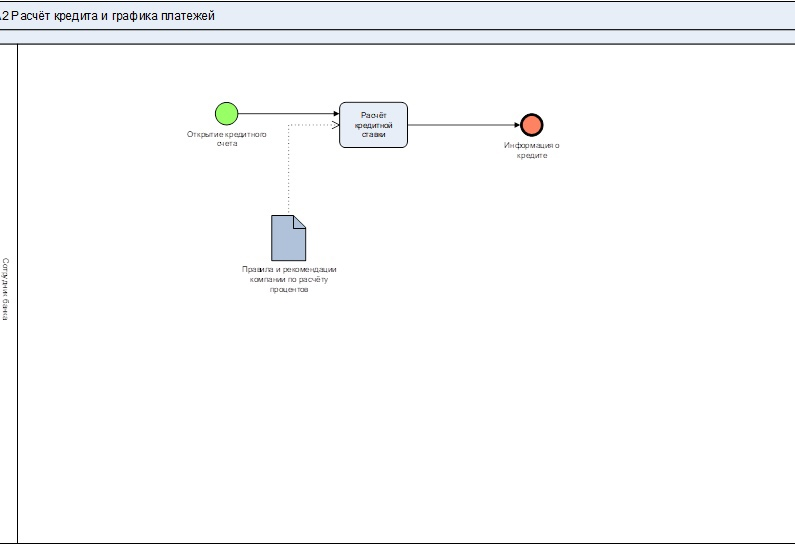 .2 Расчёт кредита и графика платежей
Открытие кредитного
счета
Расчёт
кредитной
ставки
Информация о
кредите
Правила и рекомендации
компании по расчёту
процентов
Сотрудник банка